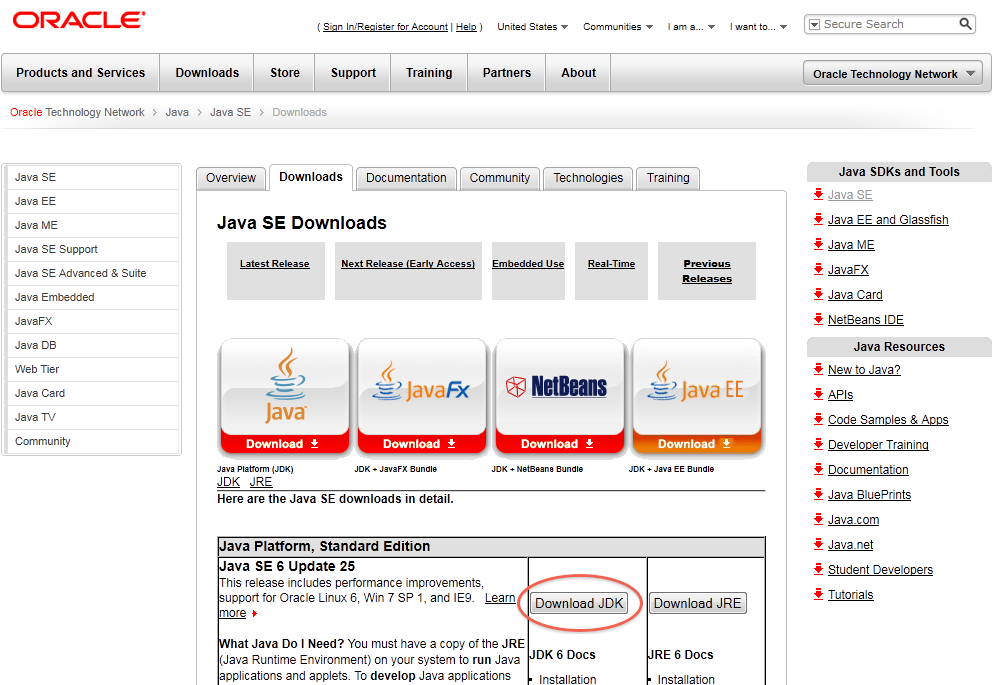 ORACLE
( Sign In/Register for Account | Help )
United States
Communities
I am a...
I want to...
Secure Search
Products and Services
Downloads
Store
Support
Training
Partners
About
Oracle Technology Network
Oracle Technology Network > Java > Java SE > Downloads
Java SE
Java EE
Java ME
Java SE Support
Java SE Advanced & Suite
Java Embedded
JavaFX
Java DB
Web Tier
Java Card
Java TV
Community
Overview
Downloads
Documentation
Community
Technologies
Training
Java SE Downloads
Latest Release
Next Release (Early Access)
Embedded Use
Real-Time
Previous
Releases
Java
JavaFX
NetBeans
Java EE
Download
Download
Download
Download
Java Platform (JDK)
JDK + JavaFX Bundle
JDK + NetBeans Bundle
JDK + Java EE Bundle
JDK JRE
Here are the Java SE downloads in detail.
Java Platform, Standard Edition
Java SE 6 Update 25
This release includes performance improvements,
support for Oracle Linux 6, Win 7 SP 1, and IE9. Learn
more
What Java Do I Need? You must have a copy of the JRE
(Java Runtime Environment) on your system to run Java
applications and applets. To develop Java applications
Download JDK
JDK 6 Docs
Installation
Download JRE
JRE 6 Docs
Installation
Java SDKs and Tools
Java SE
Java EE and Glassfish
Java ME
JavaFX
Java Card
NetBeans IDE
Java Resources
New to Java?
APIs
Code Samples & Apps
Developer Training
Documentation
Java BluePrints
Java.com
Java.net
Student Developers
Tutorials